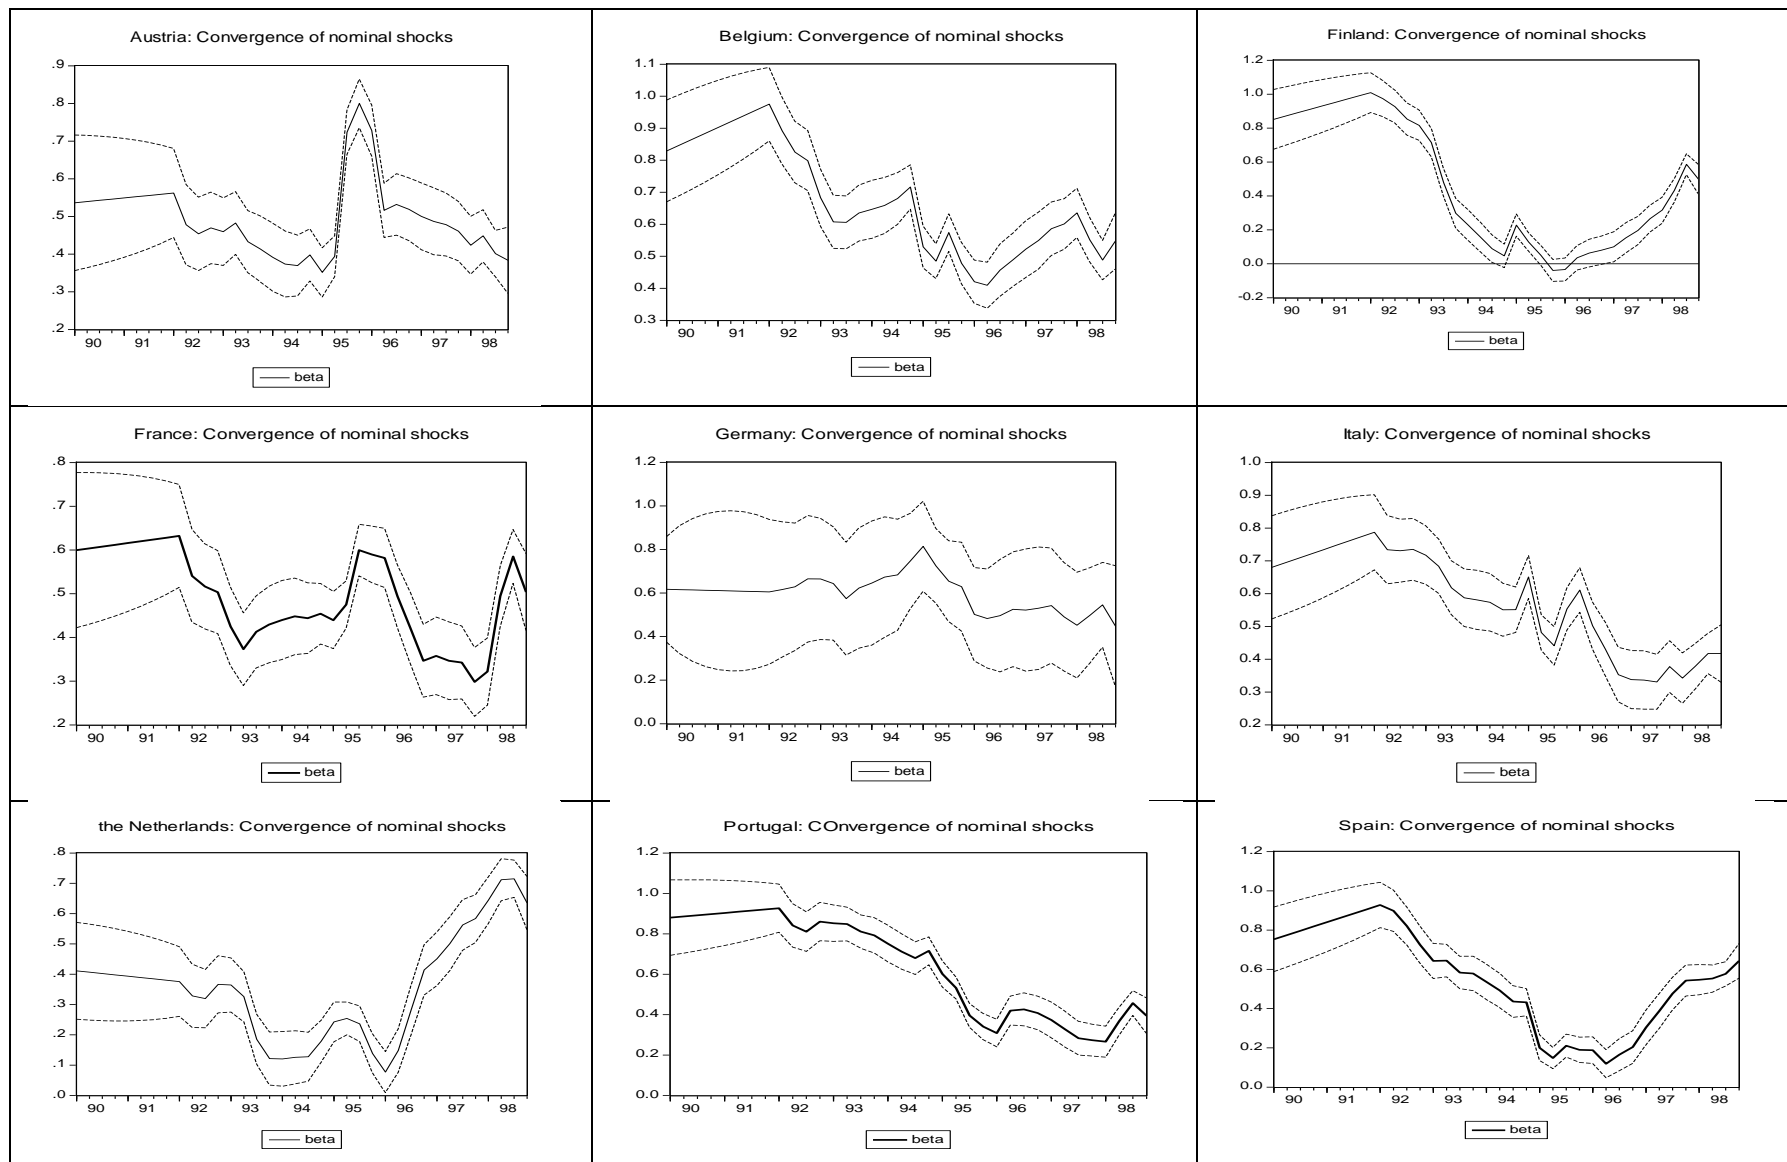 Austria: Convergence of nominal shocks
.9
.8
.7
.6
.5
.4
.3
.2
90 91 92 93 94 95 96 97 98
beta
Belgium: Convergence of nominal shocks
1.1
1.0
0.9
0.8
0.7
0.6
0.5
0.4
0.3
90 91 92 93 94 95 96 97 98
beta
Finland: Convergence of nominal shocks
1.2
1.0
0.8
0.6
0.4
0.2
0.0
-0.2
90 91 92 93 94 95 96 97 98
beta
France: Convergence of nominal shocks
.8
.7
.6
.5
.4
.3
.2
90 91 92 93 94 95 96 97 98
beta
Germany: Convergence of nominal shocks
1.2
1.0
0.8
0.6
0.4
0.2
0.0
90 91 92 93 94 95 96 97 98
beta
Italy: Convergence of nominal shocks
1.0
0.9
0.8
0.7
0.6
0.5
0.4
0.3
0.2
90 91 92 93 94 95 96 97 98
beta
the Netherlands: Convergence of nominal shocks
.8
.7
.6
.5
.4
.3
.2
.1
.0
90 91 92 93 94 95 96 97 98
beta
Portugal: COnvergence of nominal shocks
1.2
1.0
0.8
0.6
0.4
0.2
0.0
90 91 92 93 94 95 96 97 98
beta
Spain: Convergence of nominal shocks
1.2
1.0
0.8
0.6
0.4
0.2
0.0
90 91 92 93 94 95 96 97 98
beta